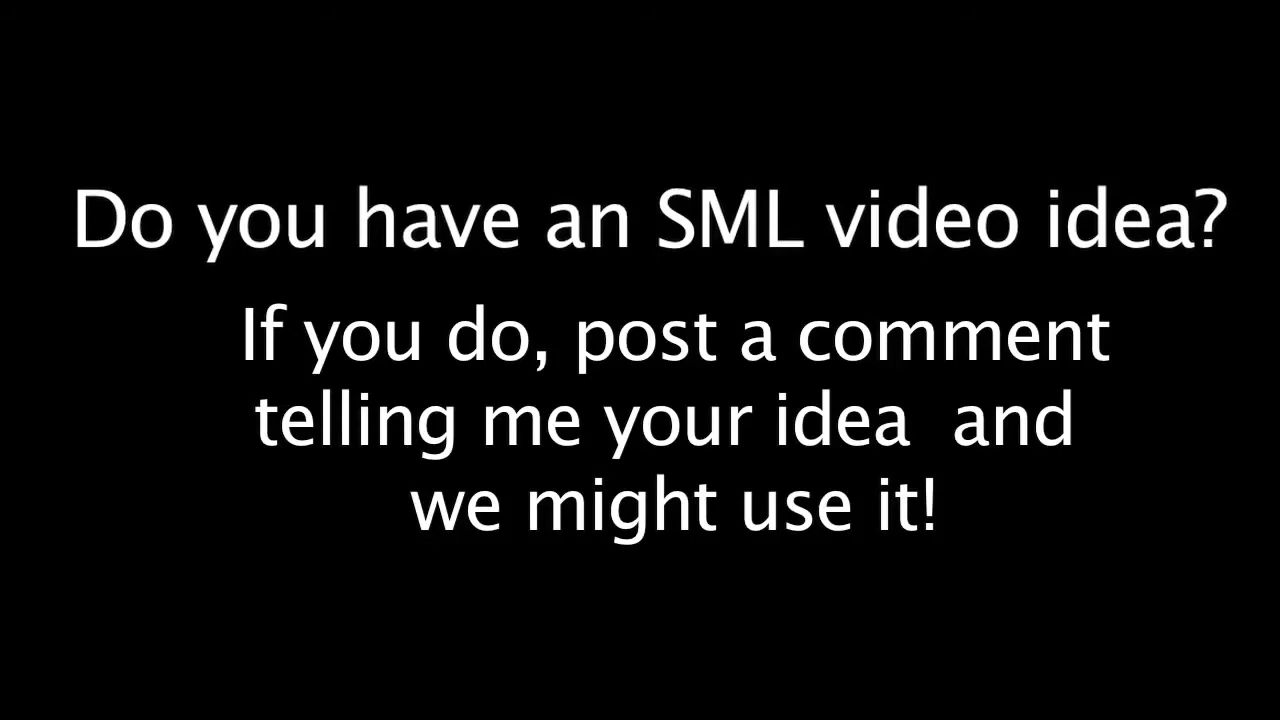 Do you have an SML video idea?
If you do, post a comment
telling me your idea  and
we might use it!